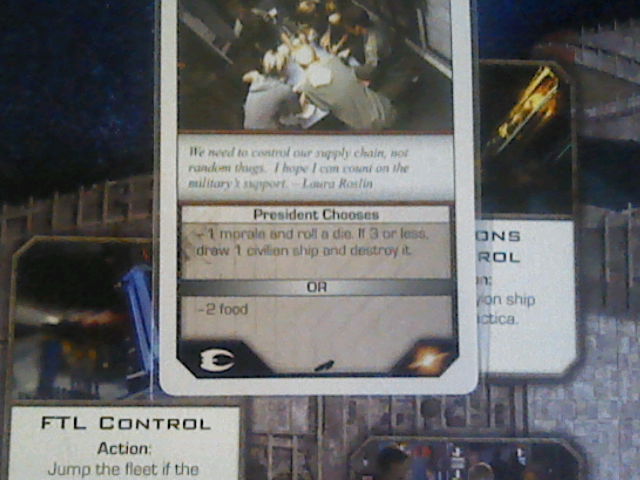 We need to control our supply chain, not
random thugs. I hope I can count on the
military's support. – Laura Roslin
President Chooses
-1 morale and roll a die. If 3 or less,
draw 1 civilian ship and destroy it.
OR
-2 food
FTL CONTROL
Action:
Jump the fleet if the
ONS
ROL
n:
ylon ship
actica.